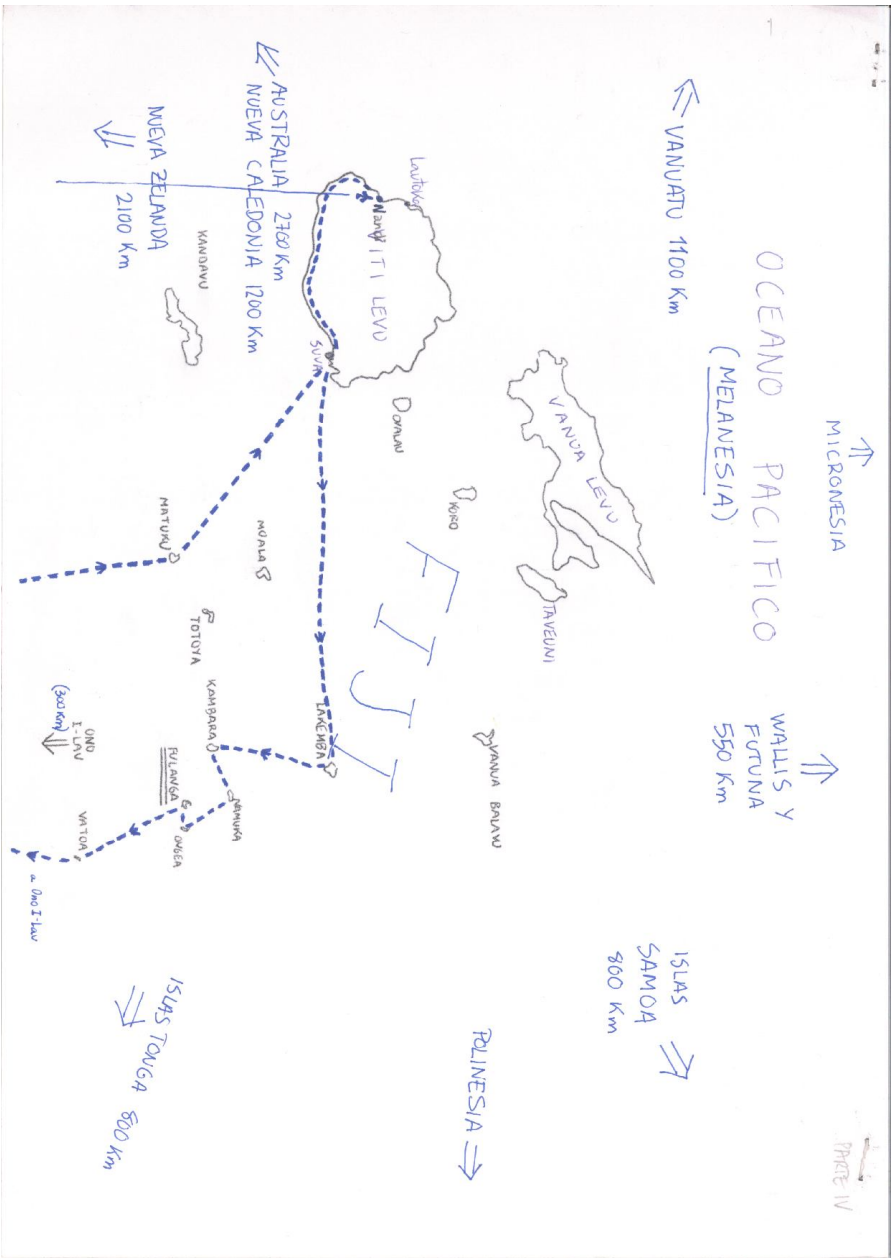 PARTE IV
MICRONESIA
OCEANO PACIFICO
WALLIS Y
FUTUNA
550 Km
(MELANESIA)
VANUATU 1100 Km
ISLAS
SAMOA
800 Km
VANUA LEVU
TAVEUNI
VANUA BALAVU
POLINESIA
KORO
FIJI
Lautoka
OVALAU
ITI LEVU
SUVA
LAKEMBA
AUSTRALIA 2700 Km
NUEVA CALEDONIA 1200 Km
MOALA
NAMUKA
KAMBARA
TOTOYA
KANDAVU
MATUKU
ONGEA
FULANGA
NUEVA ZELANDA
2100 Km
ISLAS TONGA 800 Km
ONO
I-LAU
(300 Km)
VATOA
a Ono I-Lau